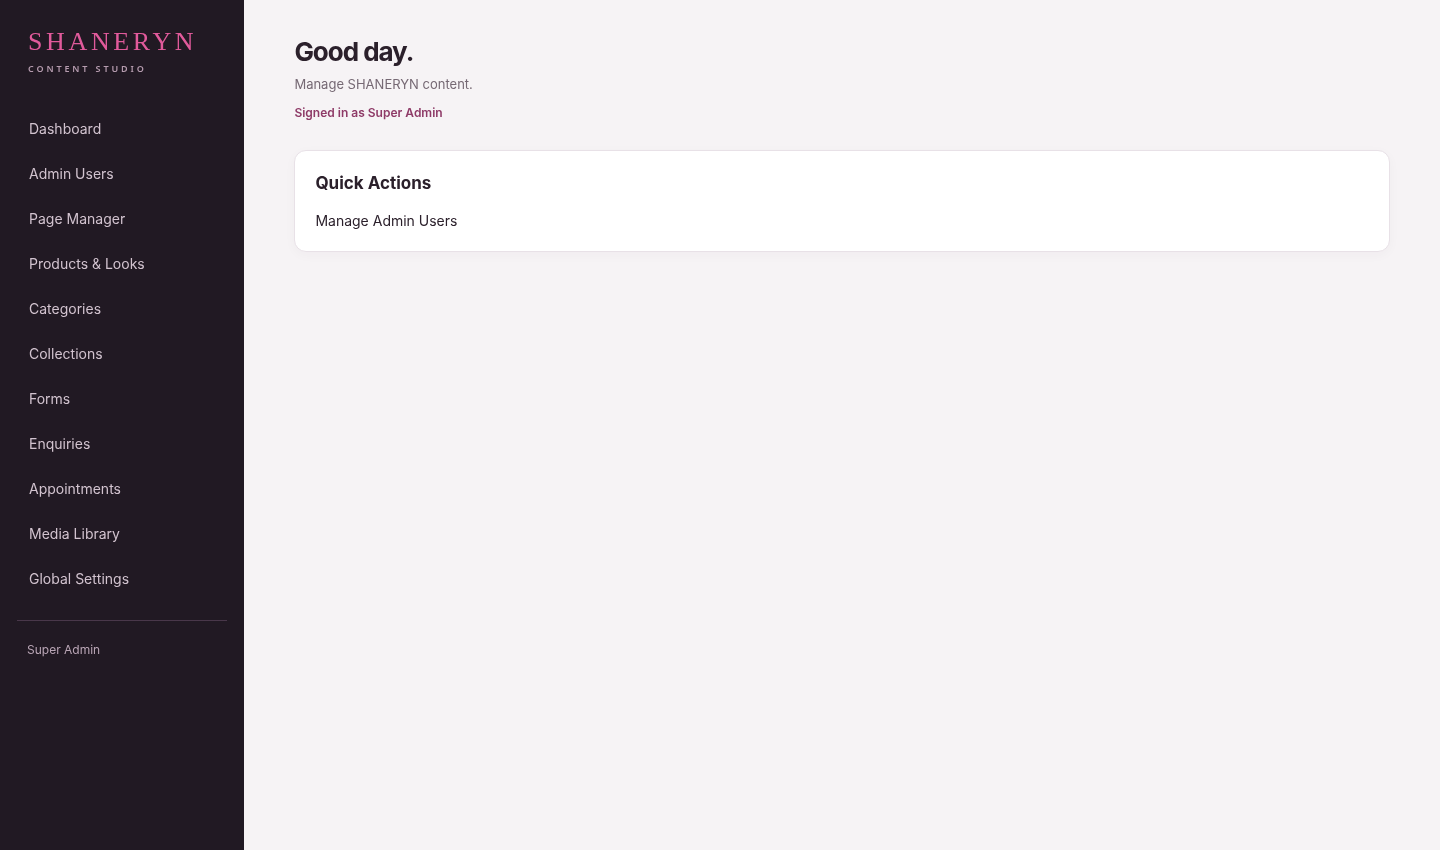 SHANERYN
CONTENT STUDIO
Dashboard
Admin Users
Page Manager
Products & Looks
Categories
Collections
Forms
Enquiries
Appointments
Media Library
Global Settings
Super Admin
Good day.
Manage SHANERYN content.
Signed in as Super Admin
Quick Actions
Manage Admin Users